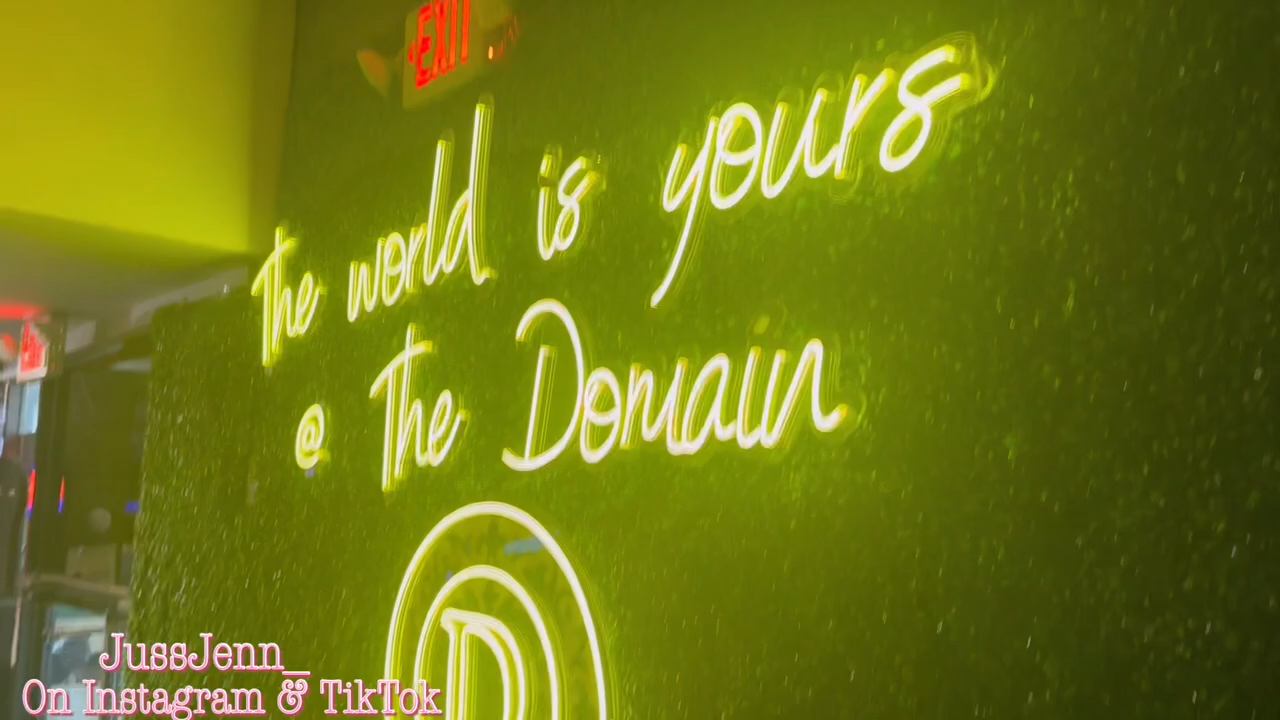 EXIT
The world is yours
@ The Domain
D
JussJenn_
On Instagram & TikTok